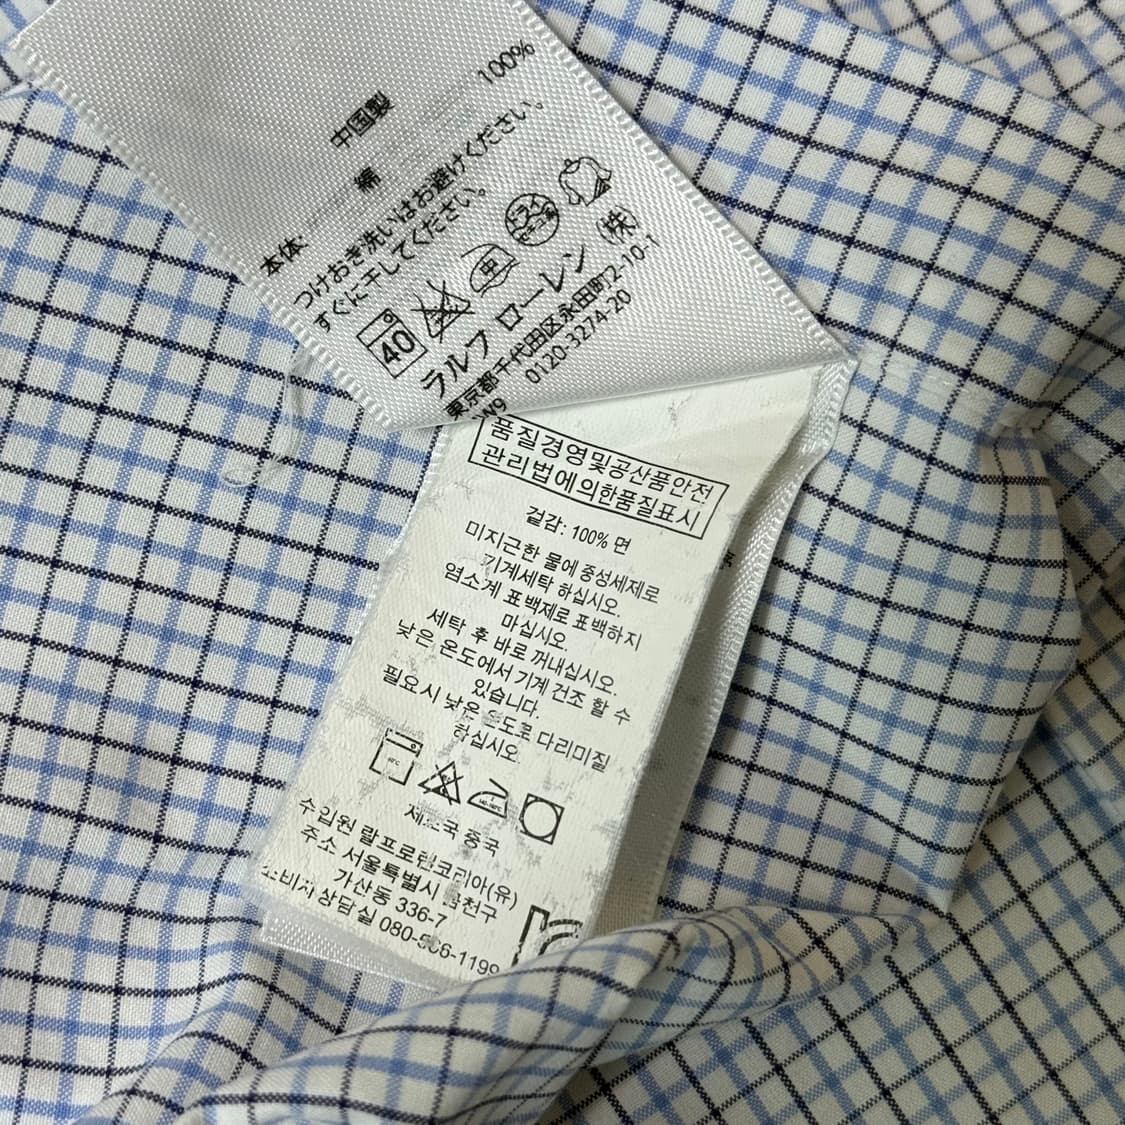 中国製
本体: 綿 100%
つけおき洗いはお避けください。
すぐに干してください。
40 中 ドライ
ラルフ ローレン (株)
東京都千代田区永田町2-10-1
0120-3274-20
W9
품질경영및공산품안전
관리법에의한품질표시
겉감: 100% 면
미지근한 물에 중성세제로
기계세탁 하십시오.
염소계 표백제로 표백하지
마십시오.
세탁 후 바로 꺼내십시오.
낮은 온도에서 기계 건조 할 수
있습니다.
필요시 낮은 온도로 다리미질
하십시오.
제조국 중국
수입원 랄프로렌코리아(유)
주소 서울특별시 금천구
가산동 336-7
소비자 상담실